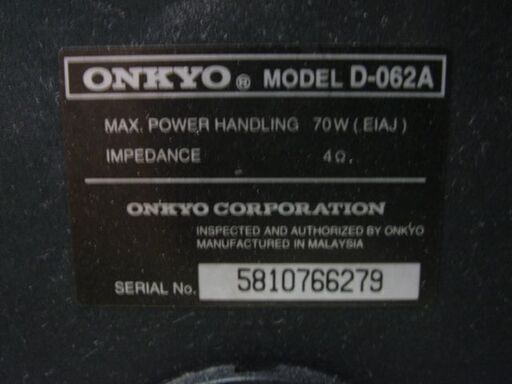 ONKYO ® MODEL D-062A
MAX. POWER HANDLING 70W (EIAJ)
IMPEDANCE 4Ω
ONKYO CORPORATION
INSPECTED AND AUTHORIZED BY ONKYO
MANUFACTURED IN MALAYSIA
SERIAL No. 5810766279